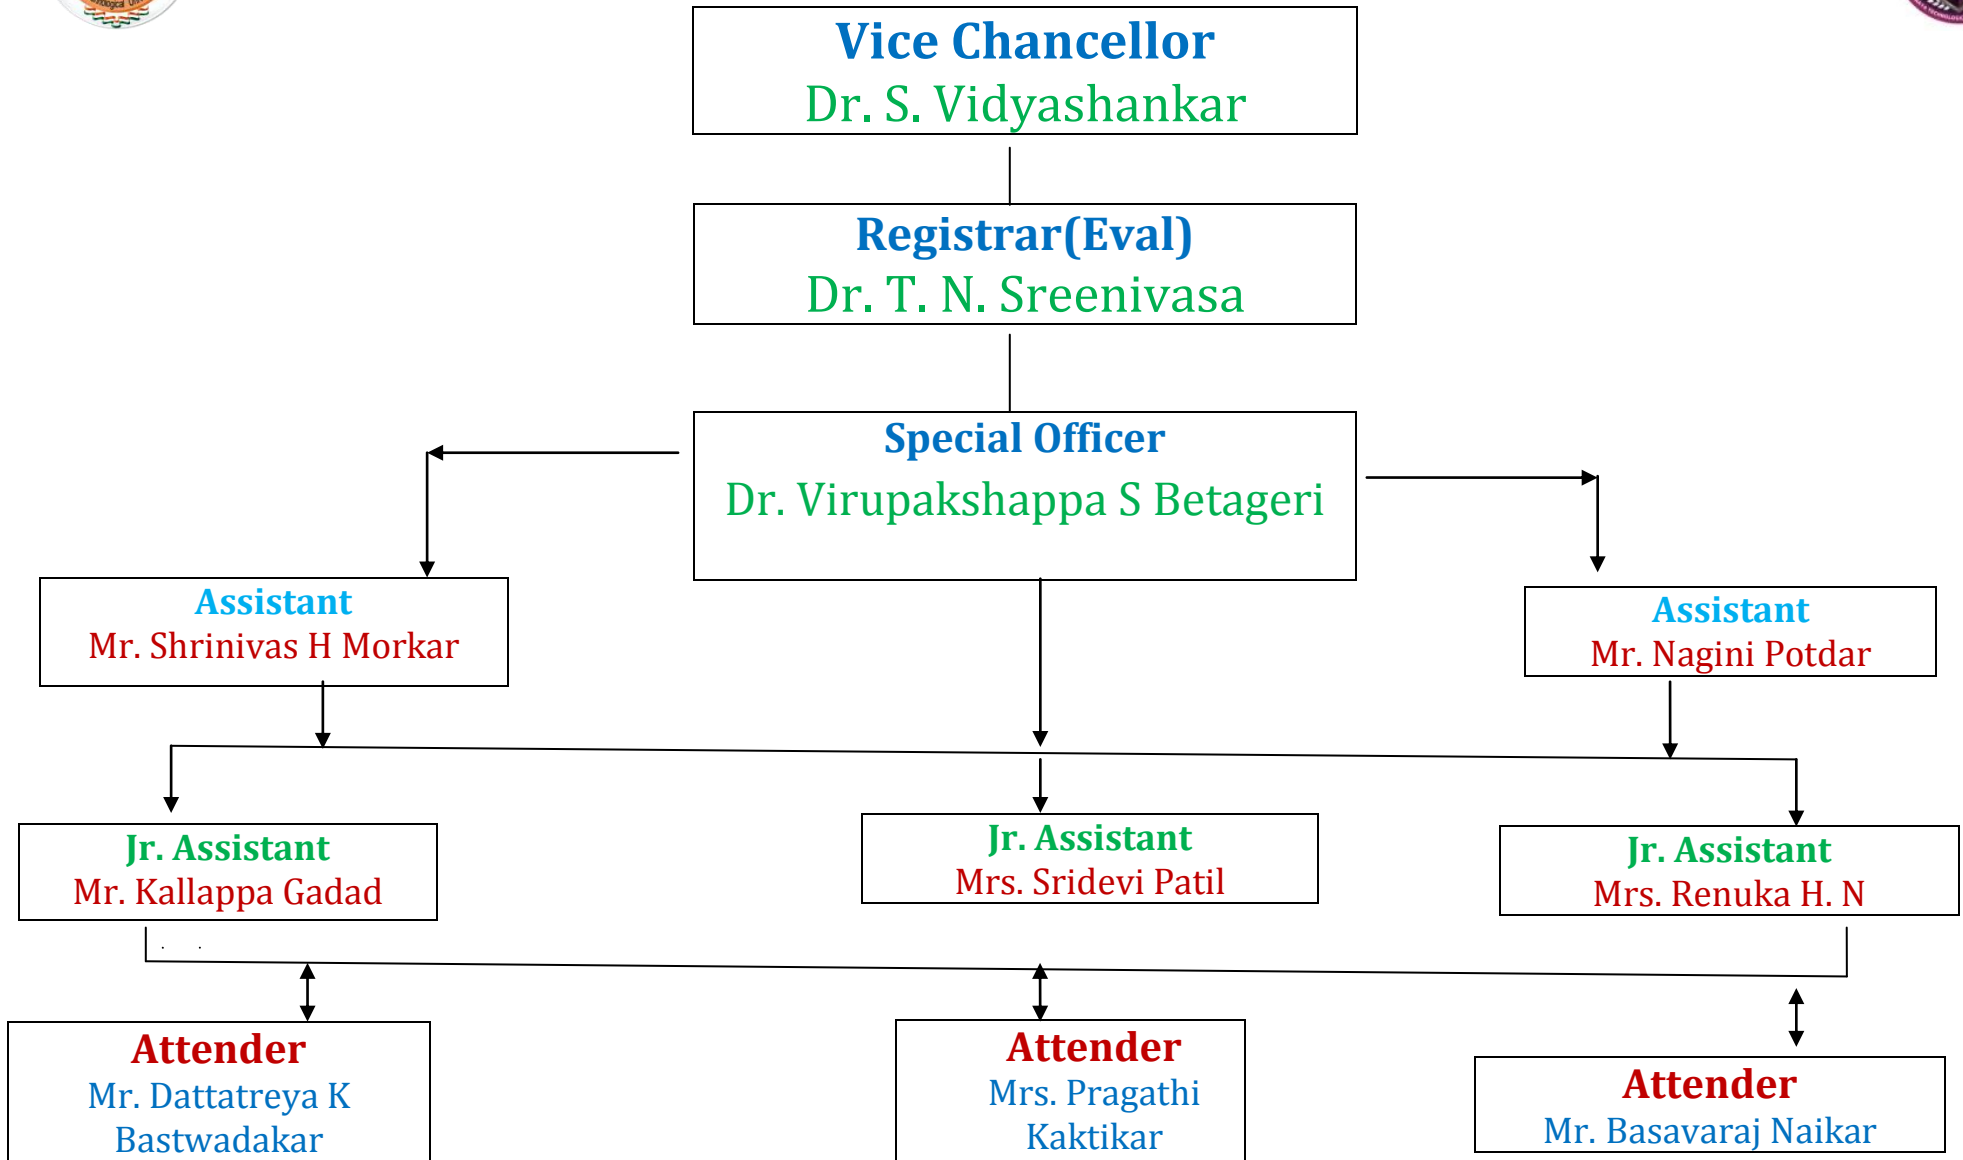 Vice Chancellor
Dr. S. Vidyashankar
Registrar(Eval)
Dr. T. N. Sreenivasa
Special Officer
Dr. Virupakshappa S Betageri
Assistant
Mr. Shrinivas H Morkar
Assistant
Mr. Nagini Potdar
Jr. Assistant
Mr. Kallappa Gadad
Jr. Assistant
Mrs. Sridevi Patil
Jr. Assistant
Mrs. Renuka H. N
Attender
Mr. Dattatreya K
Bastwadakar
Attender
Mrs. Pragathi
Kaktikar
Attender
Mr. Basavaraj Naikar